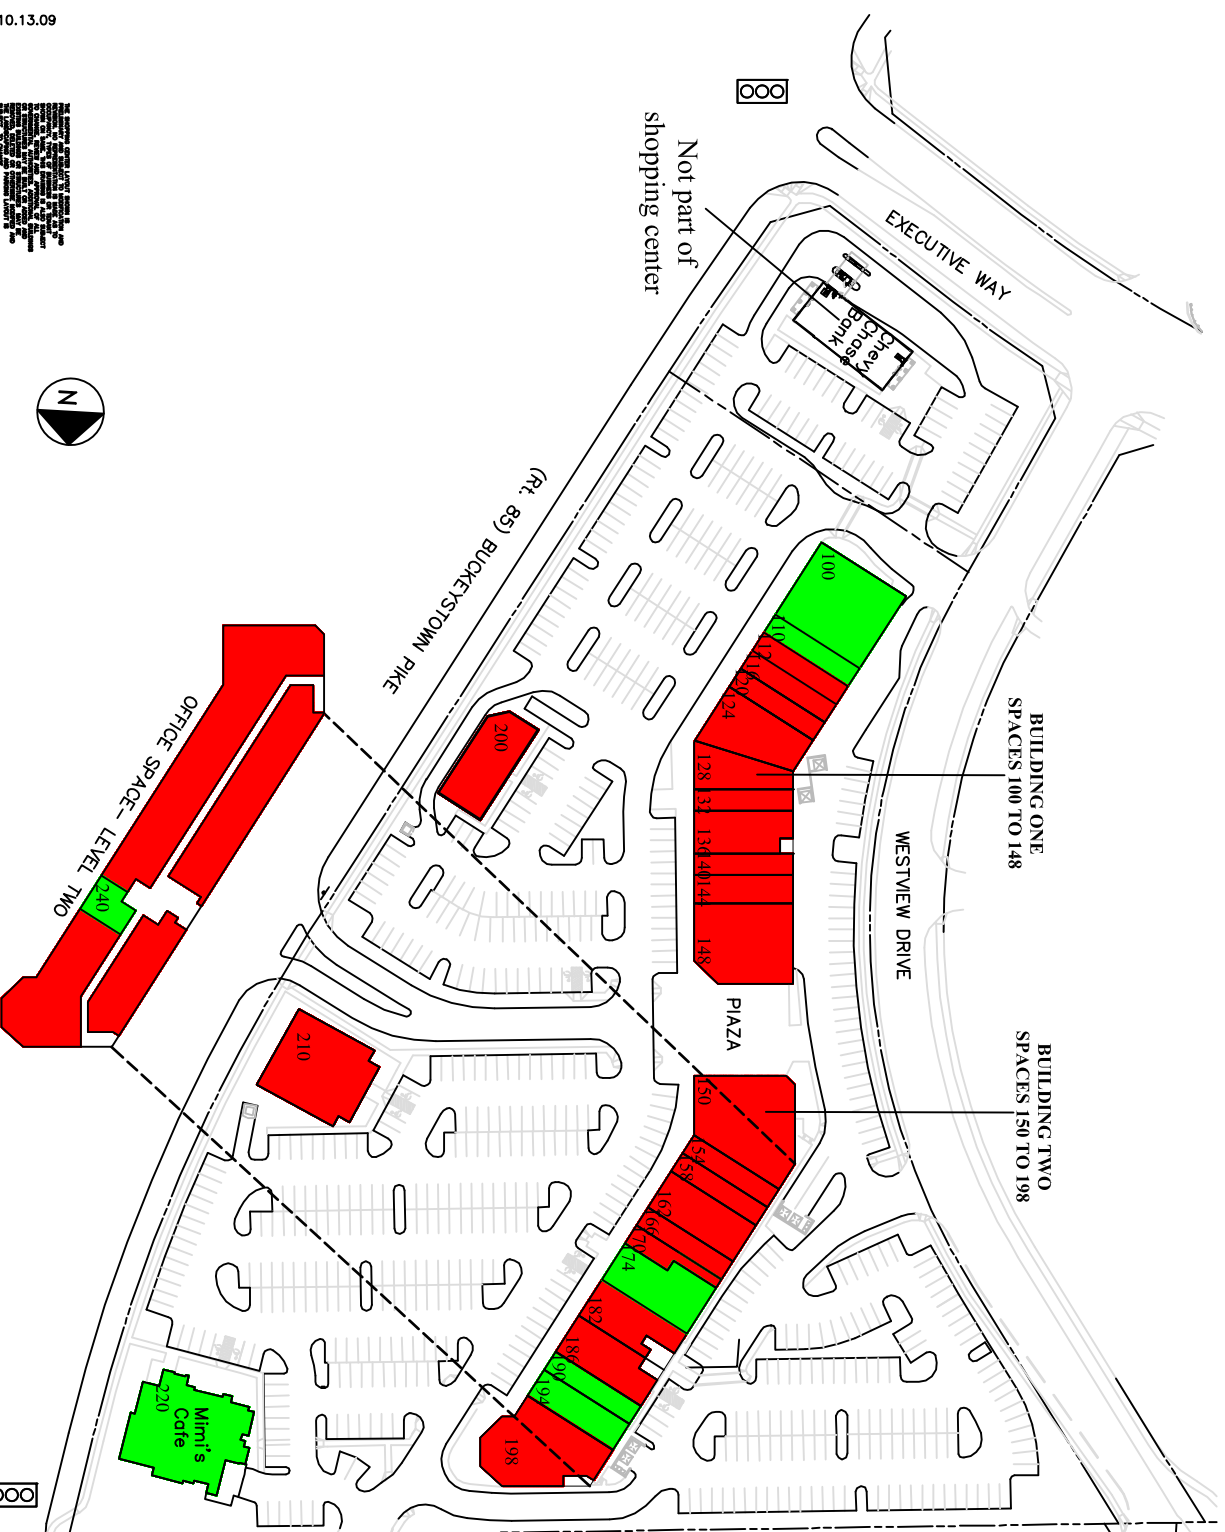 10.13.09
Not part of
shopping center
EXECUTIVE WAY
Chevy
Chase
Bank
N
(Rt. 85) BUCKEYSTOWN PIKE
100
120
124
BUILDING ONE
SPACES 100 TO 148
128
132
136
140
144
148
WESTVIEW DRIVE
200
OFFICE SPACE- LEVEL TWO
240
PIAZA
210
BUILDING TWO
SPACES 150 TO 198
150
154
158
162
166
170
174
182
186
190
194
198
220
Mimi's
Cafe